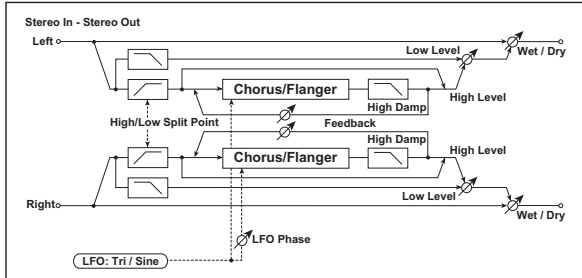 Stereo In - Stereo Out
Left
Low Level
Wet / Dry
Chorus/Flanger
High Damp
High Level
High/Low Split Point
Feedback
High Damp
Chorus/Flanger
High Level
Low Level
Right
Wet / Dry
LFO Phase
LFO: Tri / Sine